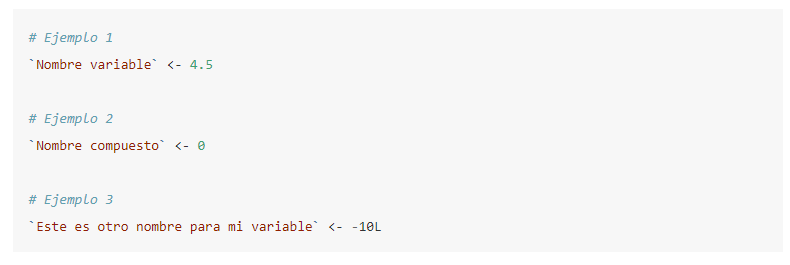 # Ejemplo 1
`Nombre variable` <- 4.5
# Ejemplo 2
`Nombre compuesto` <- 0
# Ejemplo 3
`Este es otro nombre para mi variable` <- -10L